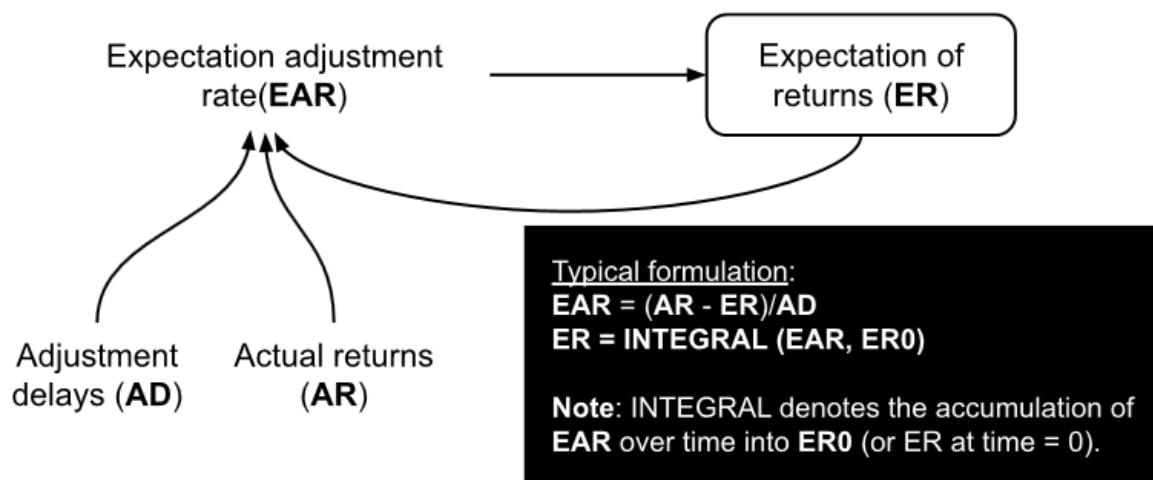 Expectation adjustment
rate(EAR)
Expectation of
returns (ER)
Adjustment
delays (AD)
Actual returns
(AR)
Typical formulation:
EAR = (AR - ER)/AD
ER = INTEGRAL (EAR, ER0)
Note: INTEGRAL denotes the accumulation of
EAR over time into ER0 (or ER at time = 0).